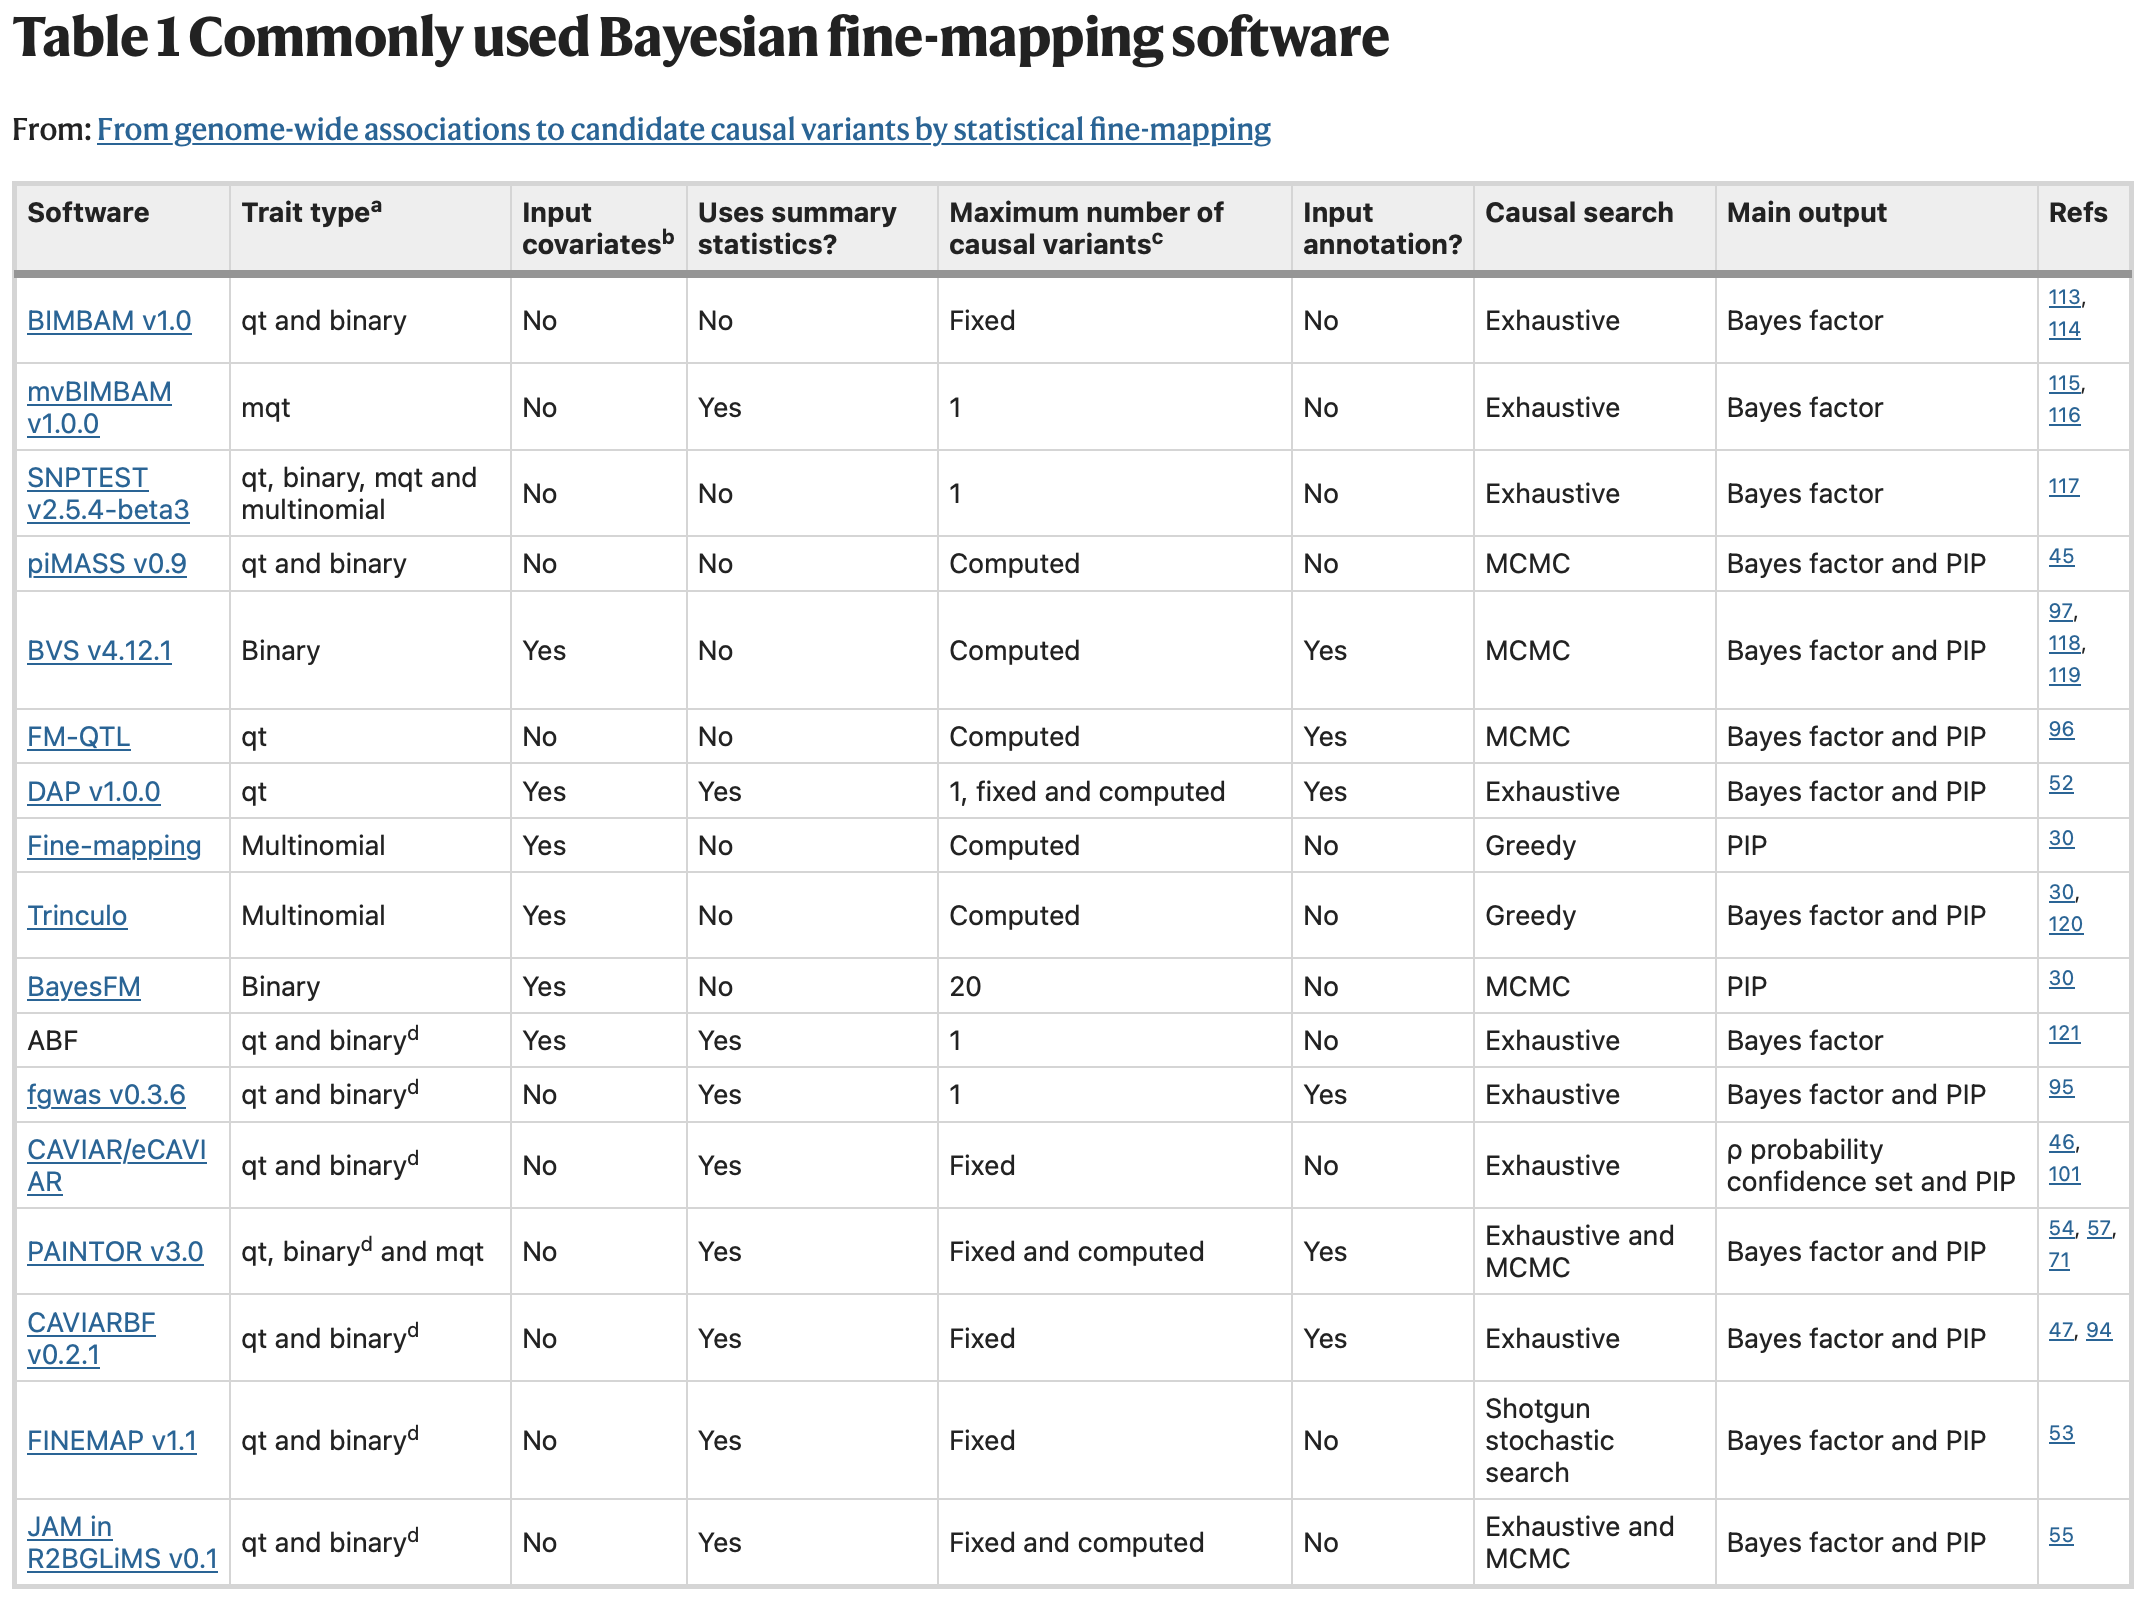 Table 1 Commonly used Bayesian fine-mapping software
From: From genome-wide associations to candidate causal variants by statistical fine-mapping
Software Trait typeᵃ Input covariatesᵇ Uses summary statistics? Maximum number of causal variantsᶜ Input annotation? Causal search Main output Refs
BIMBAM v1.0 qt and binary No No Fixed No Exhaustive Bayes factor 113, 114
mvBIMBAM v1.0.0 mqt No Yes 1 No Exhaustive Bayes factor 115, 116
SNPTEST v2.5.4-beta3 qt, binary, mqt and multinomial No No 1 No Exhaustive Bayes factor 117
piMASS v0.9 qt and binary No No Computed No MCMC Bayes factor and PIP 45
BVS v4.12.1 Binary Yes No Computed Yes MCMC Bayes factor and PIP 97, 118, 119
FM-QTL qt No No Computed Yes MCMC Bayes factor and PIP 96
DAP v1.0.0 qt Yes Yes 1, fixed and computed Yes Exhaustive Bayes factor and PIP 52
Fine-mapping Multinomial Yes No Computed No Greedy PIP 30
Trinculo Multinomial Yes No Computed No Greedy Bayes factor and PIP 30, 120
BayesFM Binary Yes No 20 No MCMC PIP 30
ABF qt and binaryᵈ Yes Yes 1 No Exhaustive Bayes factor 121
fgwas v0.3.6 qt and binaryᵈ No Yes 1 Yes Exhaustive Bayes factor and PIP 95
CAVIAR/eCAVIAR qt and binaryᵈ No Yes Fixed No Exhaustive ρ probability confidence set and PIP 46, 101
PAINTOR v3.0 qt, binaryᵈ and mqt No Yes Fixed and computed Yes Exhaustive and MCMC Bayes factor and PIP 54, 57, 71
CAVIARBF v0.2.1 qt and binaryᵈ No Yes Fixed Yes Exhaustive Bayes factor and PIP 47, 94
FINEMAP v1.1 qt and binaryᵈ No Yes Fixed No Shotgun stochastic search Bayes factor and PIP 53
JAM in R2BGLiMS v0.1 qt and binaryᵈ No Yes Fixed and computed No Exhaustive and MCMC Bayes factor and PIP 55